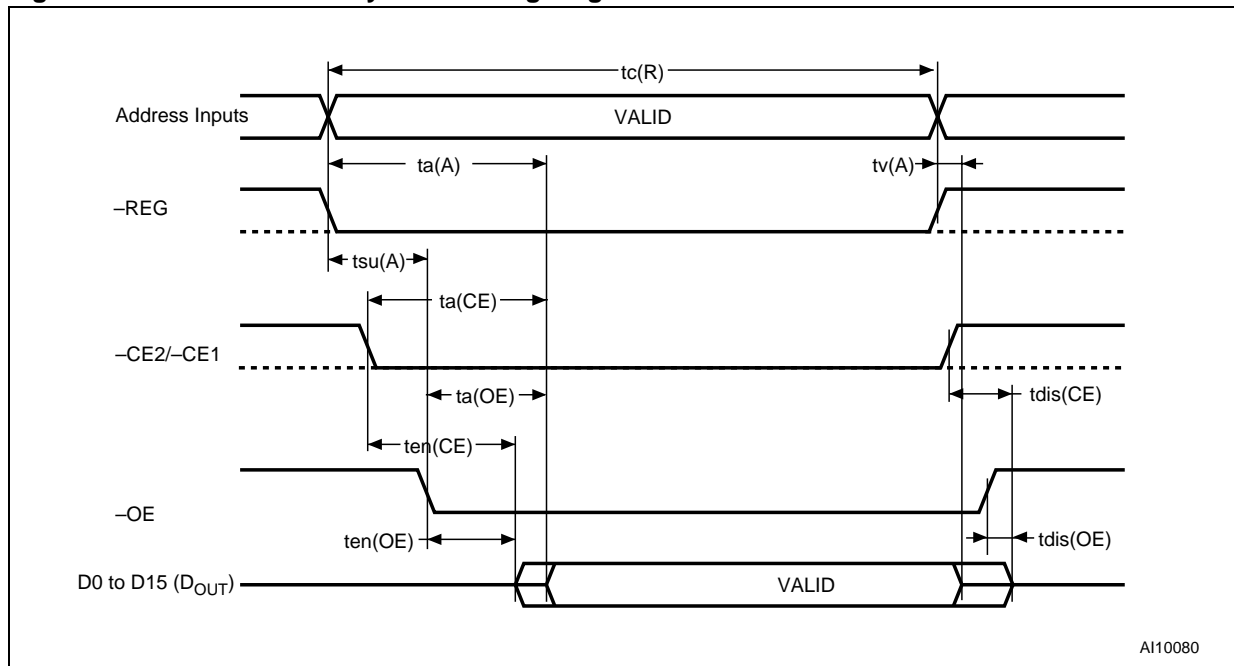 tc(R)
Address Inputs
VALID
ta(A)
tv(A)
–REG
tsu(A)
ta(CE)
–CE2/–CE1
ta(OE)
tdis(CE)
ten(CE)
–OE
ten(OE)
tdis(OE)
D0 to D15 (DOUT)
VALID
AI10080